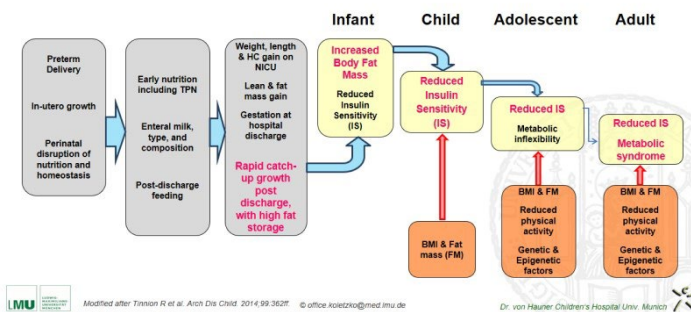 Infant
Child
Adolescent
Adult
Preterm
Delivery
In-utero growth
Perinatal
disruption of
nutrition and
homeostasis
Early nutrition
including TPN
Enteral milk,
type, and
composition
Post-discharge
feeding
Weight, length
& HC gain on
NICU
Lean & fat
mass gain
Gestation at
hospital
discharge
Rapid catch-
up growth
post
discharge,
with high fat
storage
Increased
Body Fat
Mass
Reduced
Insulin
Sensitivity
(IS)
Reduced
Insulin
Sensitivity
(IS)
BMI & Fat
mass (FM)
Reduced IS
Metabolic
inflexibility
BMI & FM
Reduced
physical
activity
Genetic &
Epigenetic
factors
Reduced IS
Metabolic
syndrome
BMI & FM
Reduced
physical
activity
Genetic &
Epigenetic
factors
LMU
LUDWIG-
MAXIMILIANS-
UNIVERSITÄT
MÜNCHEN
Modified after Tinnion R et al. Arch Dis Child. 2014;99:362ff.
© office.koletzko@med.lmu.de
Dr. von Hauner Children's Hospital Univ. Munich